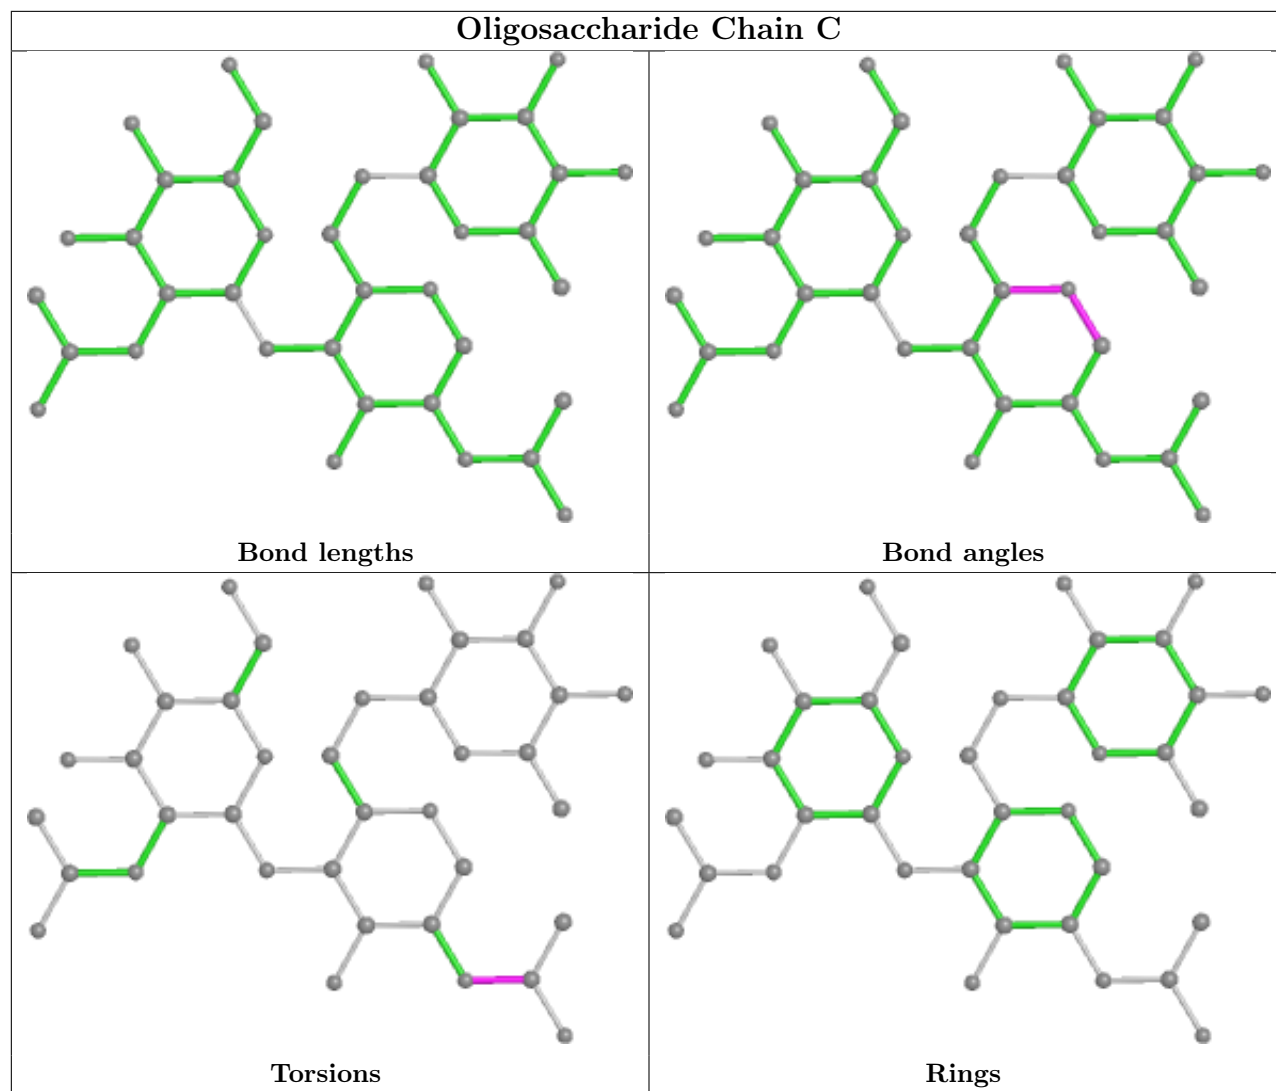 Oligosaccharide Chain C
Bond lengths
Bond angles
Torsions
Rings